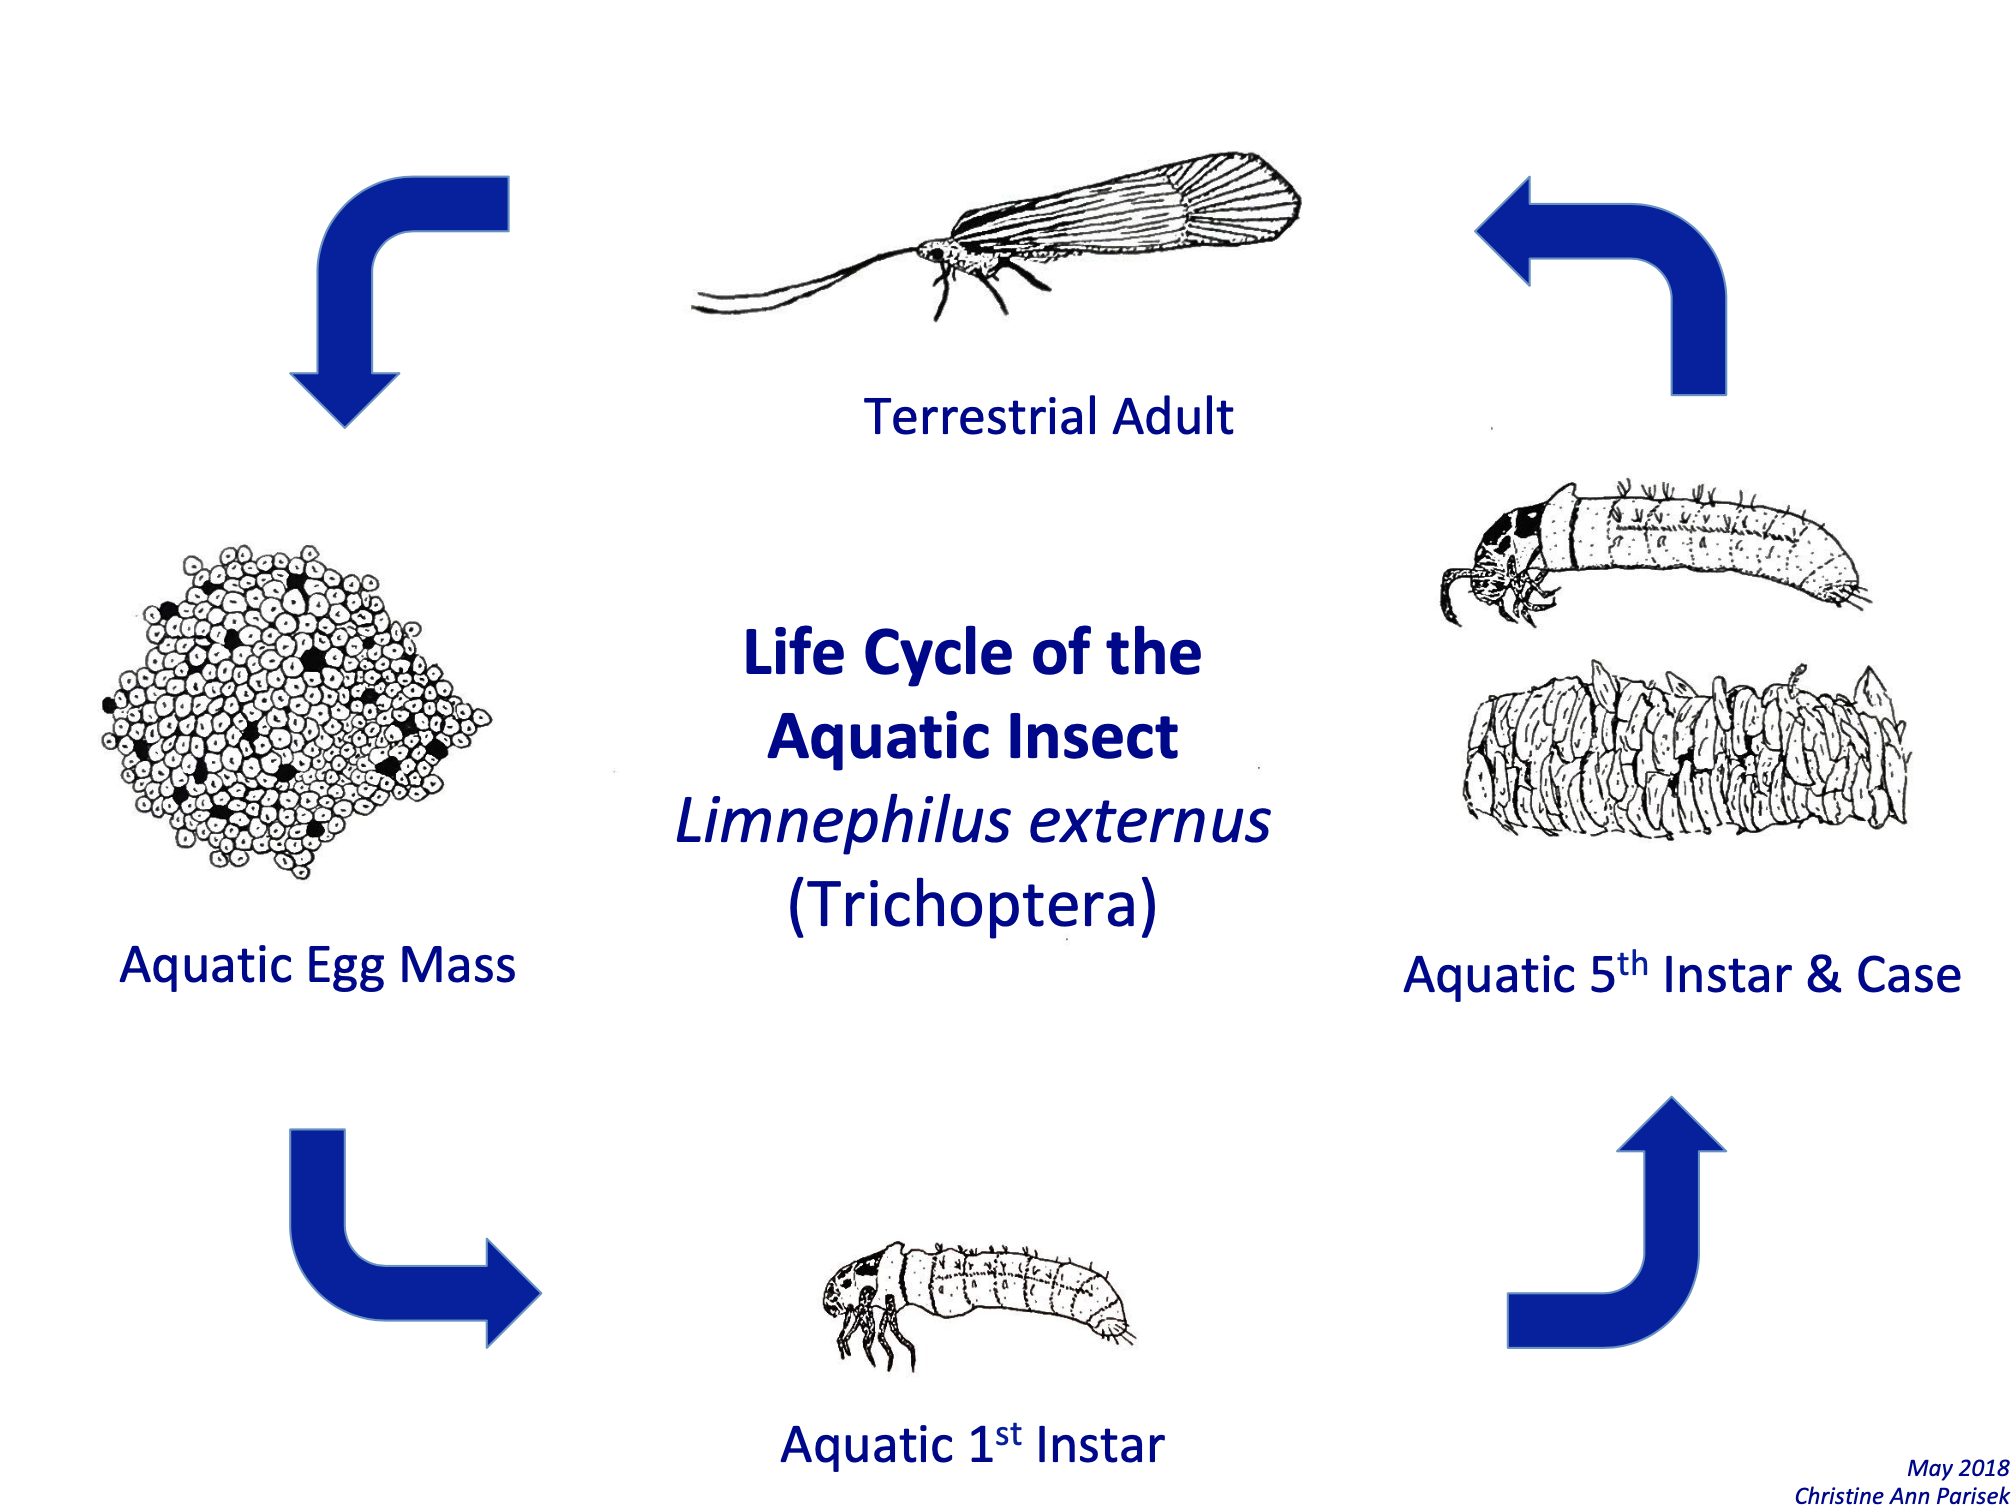 Terrestrial Adult
Life Cycle of the
Aquatic Insect
Limnephilus externus
(Trichoptera)
Aquatic Egg Mass
Aquatic 5th Instar & Case
Aquatic 1st Instar
May 2018
Christine Ann Parisek